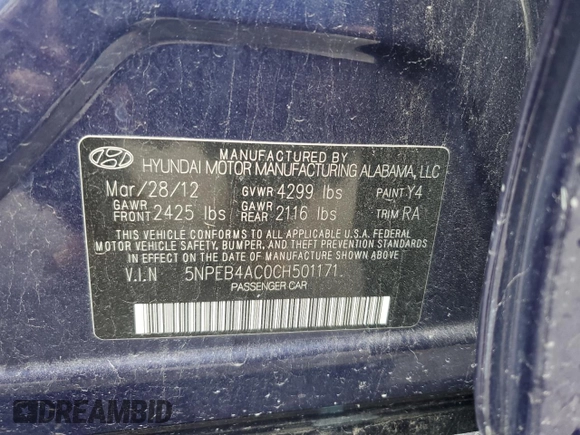 MANUFACTURED BY
HYUNDAI MOTOR MANUFACTURING ALABAMA, LLC
Mar/28/12 GVWR 4299 lbs PAINT Y4
GAWR FRONT 2425 lbs GAWR REAR 2116 lbs TRIM RA
THIS VEHICLE CONFORMS TO ALL APPLICABLE U.S.A. FEDERAL
MOTOR VEHICLE SAFETY, BUMPER, AND THEFT PREVENTION STANDARDS
IN EFFECT ON THE DATE OF MANUFACTURE SHOWN ABOVE.
V.I.N 5NPEB4AC0CH501171
PASSENGER CAR
DREAMBID